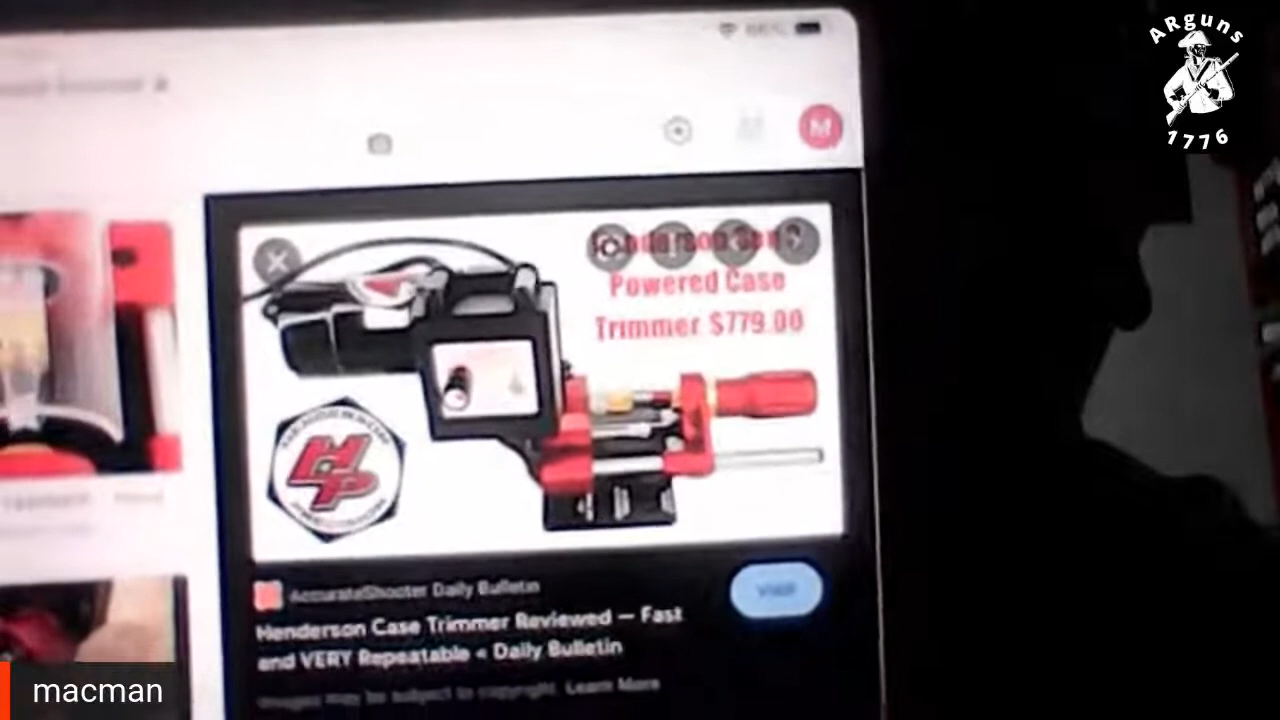 ARguns
1776
M
Powered Case
Trimmer $779.00
HP
AccurateShooter Daily Bulletin
Visit
Henderson Case Trimmer Reviewed — Fast
and VERY Repeatable « Daily Bulletin
Images may be subject to copyright. Learn More
macman